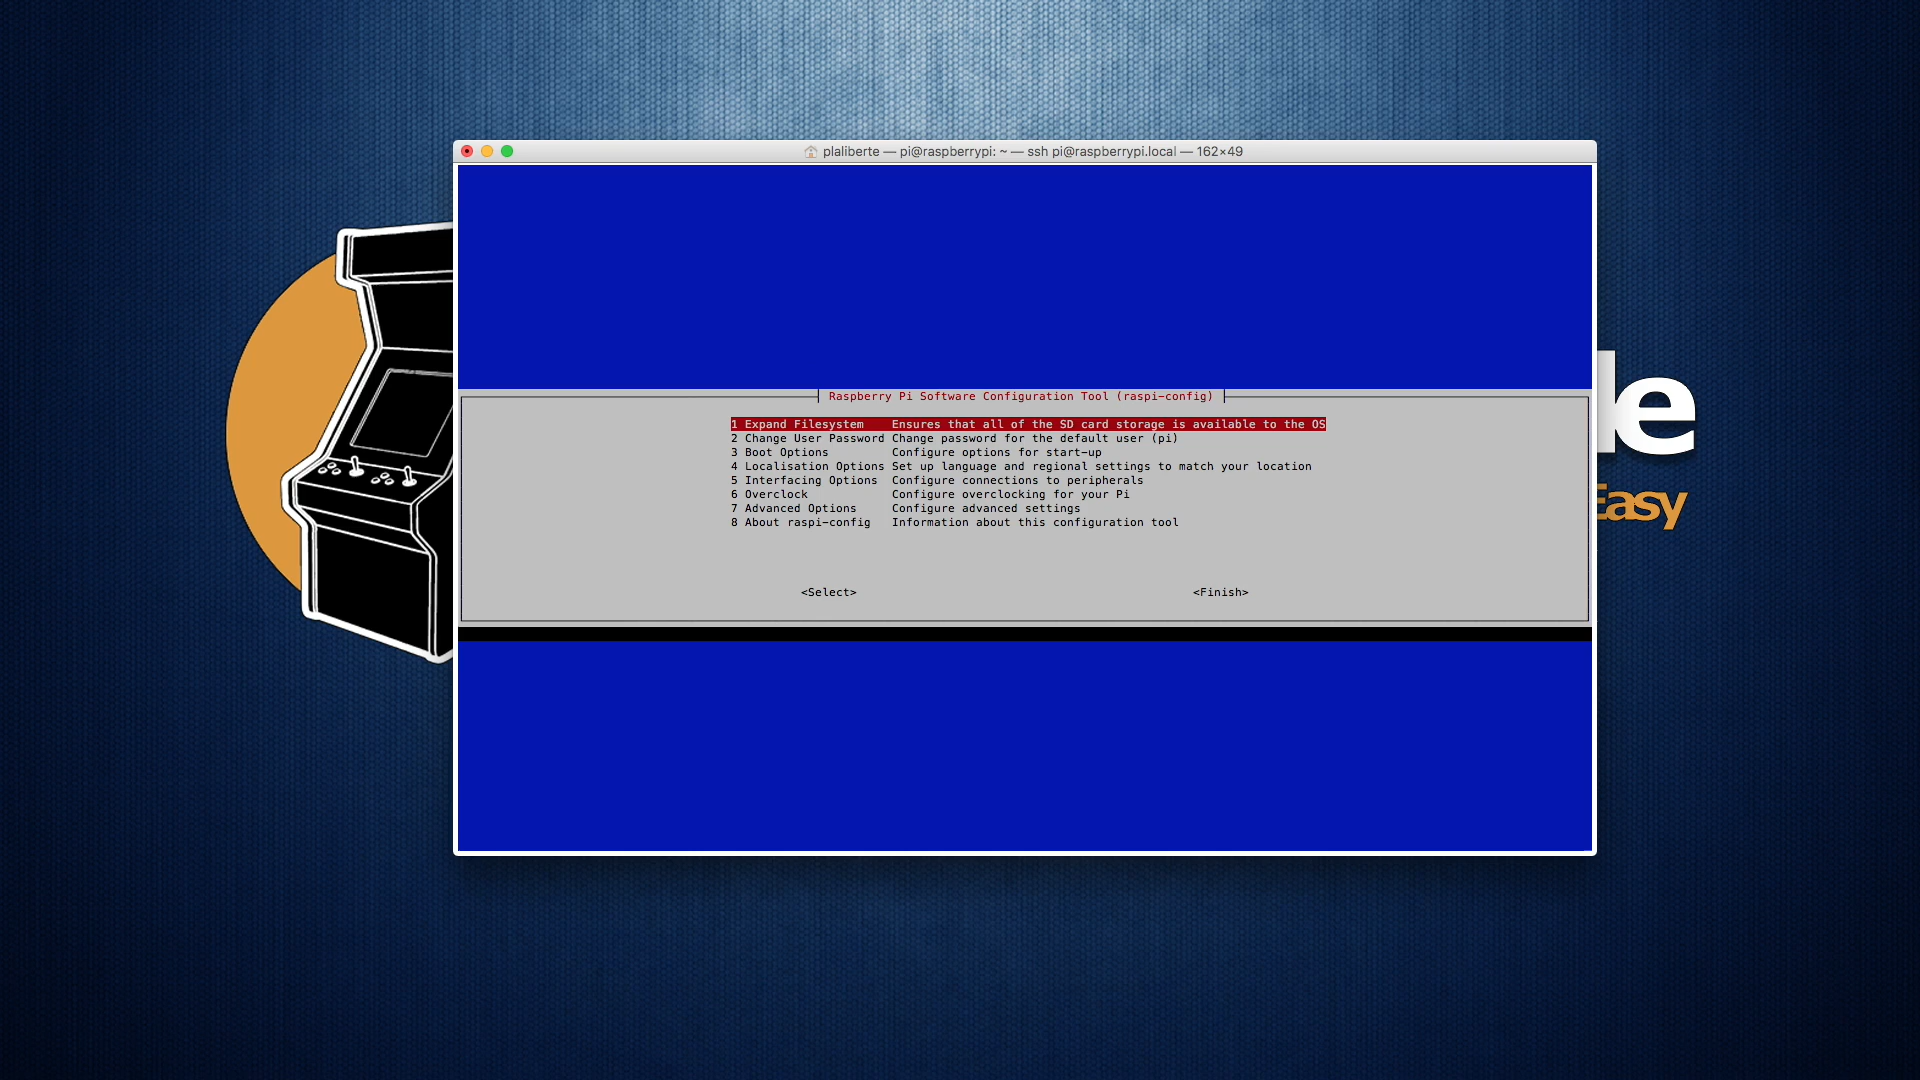 plaliberte — pi@raspberrypi: ~ — ssh pi@raspberrypi.local — 162×49
Raspberry Pi Software Configuration Tool (raspi-config)
1 Expand Filesystem Ensures that all of the SD card storage is available to the OS
2 Change User Password Change password for the default user (pi)
3 Boot Options Configure options for start-up
4 Localisation Options Set up language and regional settings to match your location
5 Interfacing Options Configure connections to peripherals
6 Overclock Configure overclocking for your Pi
7 Advanced Options Configure advanced settings
8 About raspi-config Information about this configuration tool
<Select> <Finish>
le
Easy